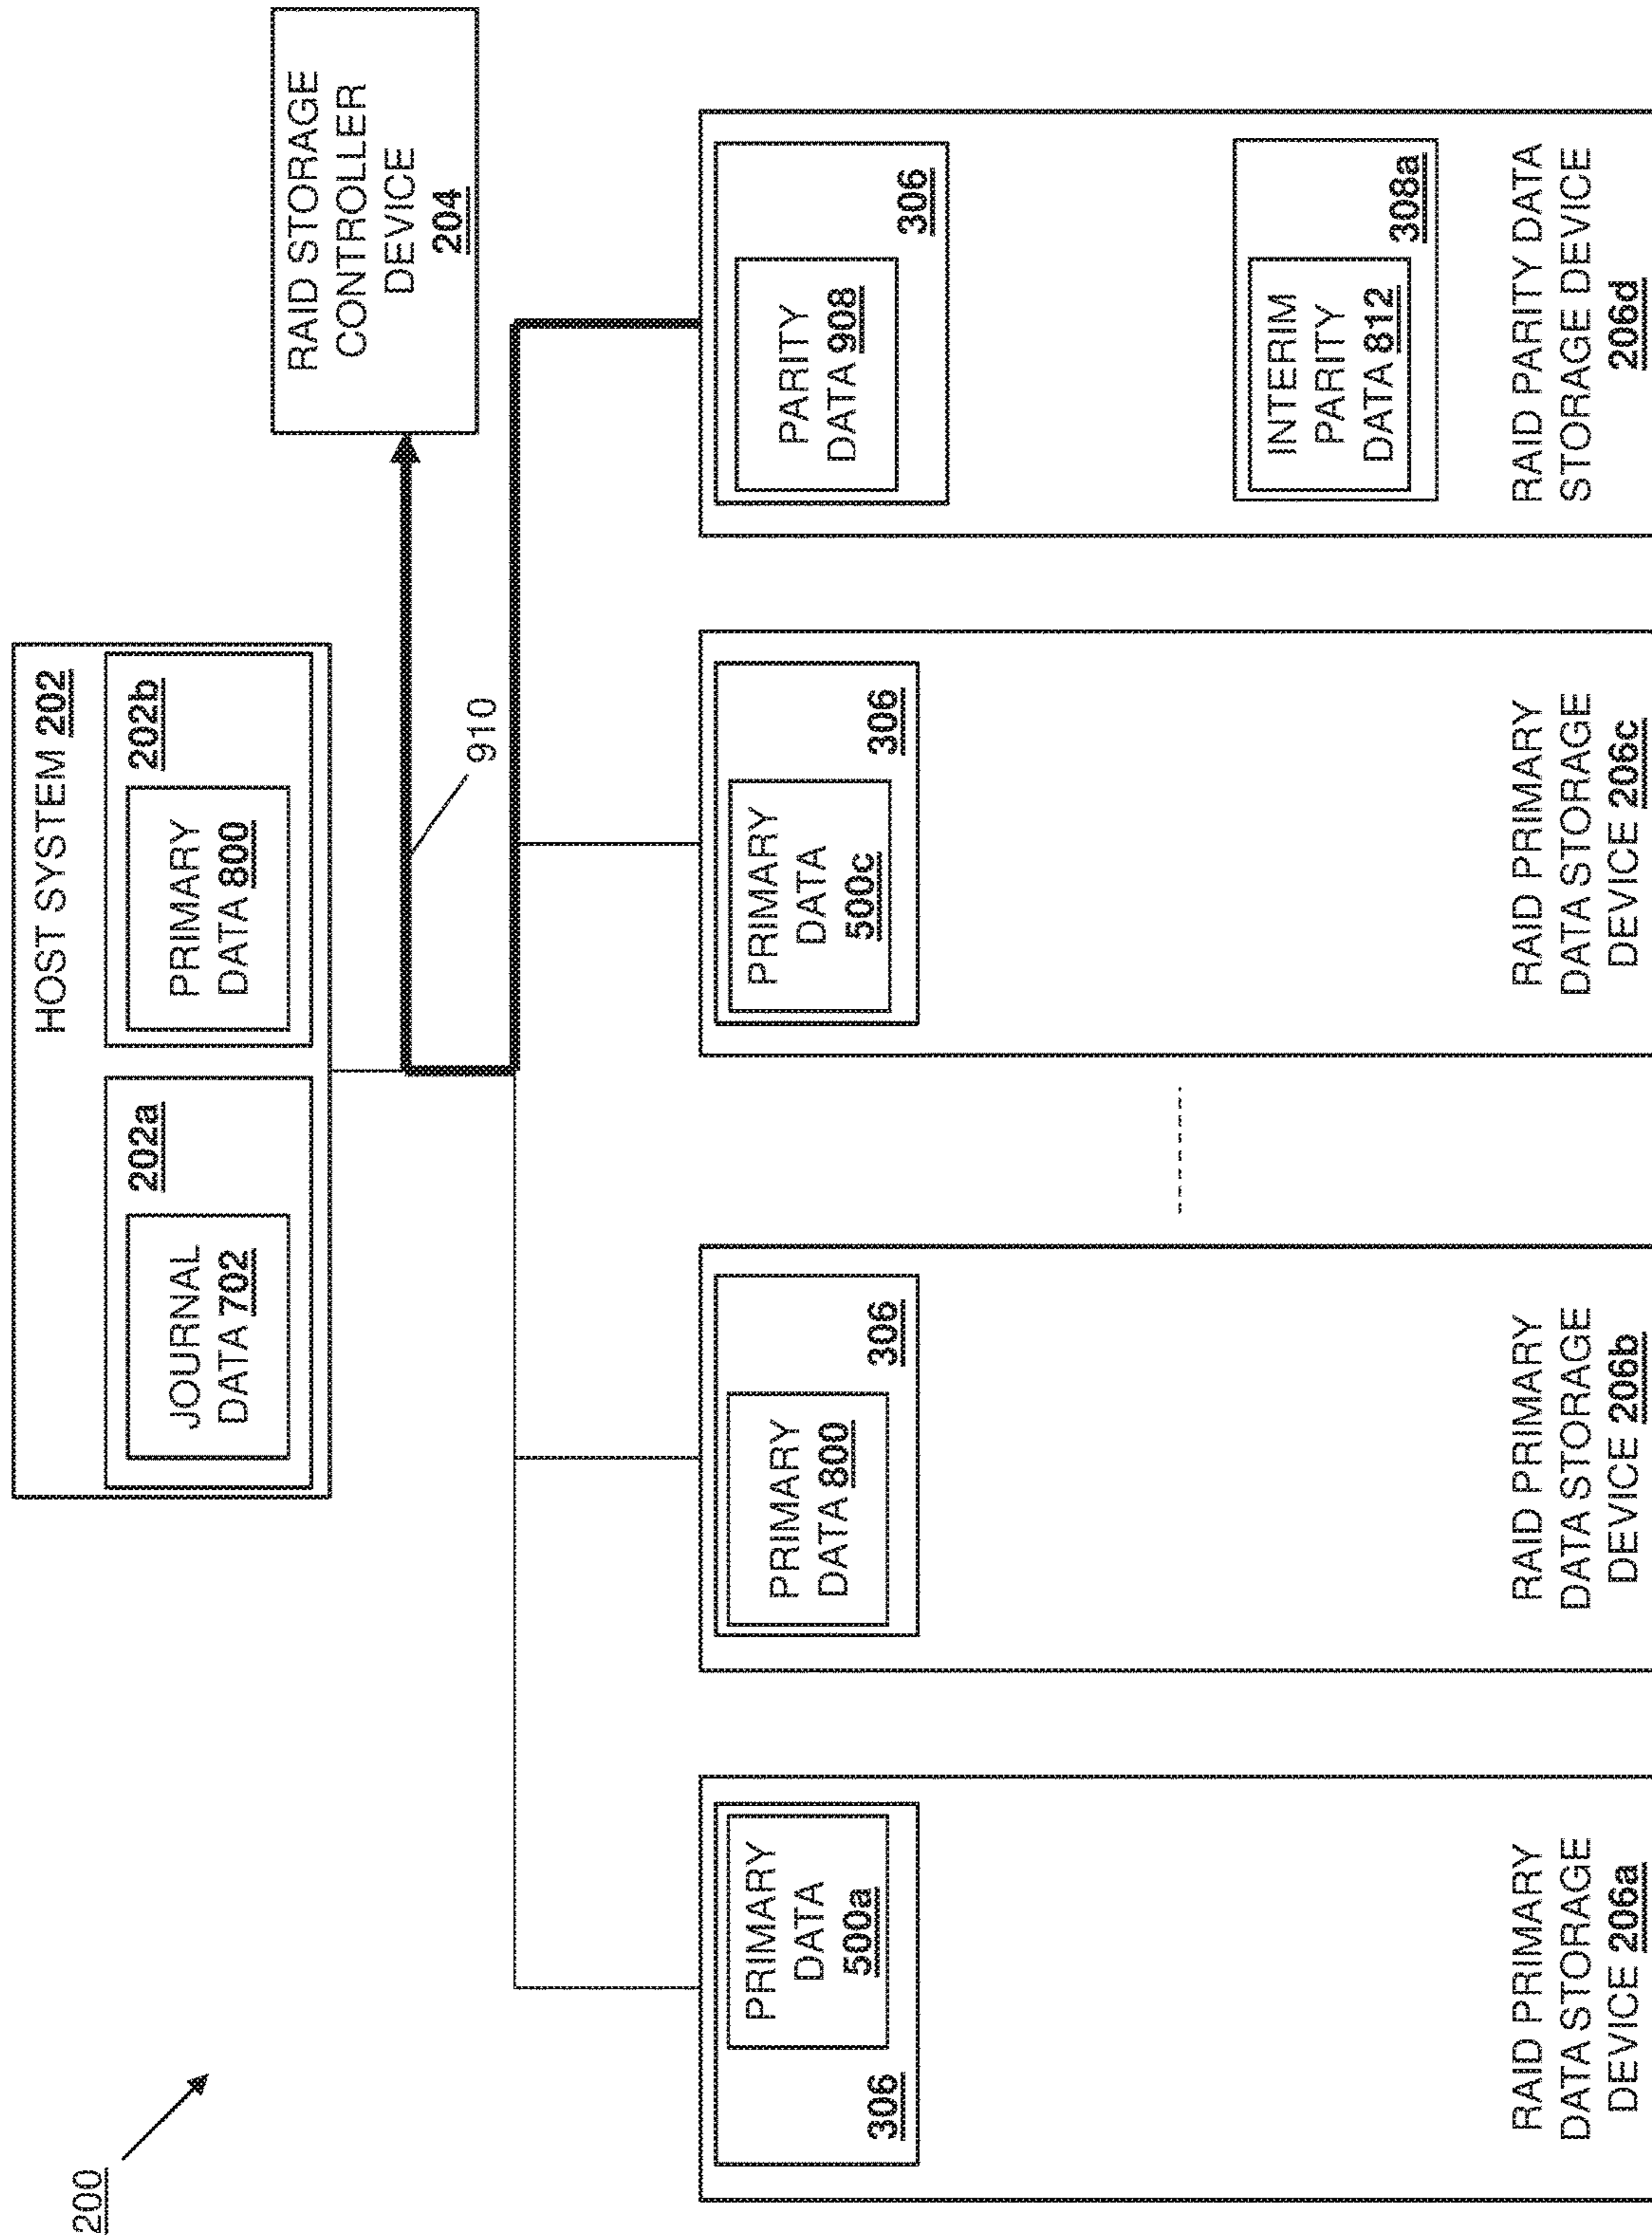 200
HOST SYSTEM 202
JOURNAL
DATA 702
202a
PRIMARY
DATA 800
202b
RAID STORAGE
CONTROLLER
DEVICE
204
910
PRIMARY
DATA
500a
306
RAID PRIMARY
DATA STORAGE
DEVICE 206a
PRIMARY
DATA 800
306
RAID PRIMARY
DATA STORAGE
DEVICE 206b
PRIMARY
DATA
500c
306
RAID PRIMARY
DATA STORAGE
DEVICE 206c
PARITY
DATA 908
306
INTERIM
PARITY
DATA 812
308a
RAID PARITY DATA
STORAGE DEVICE
206d